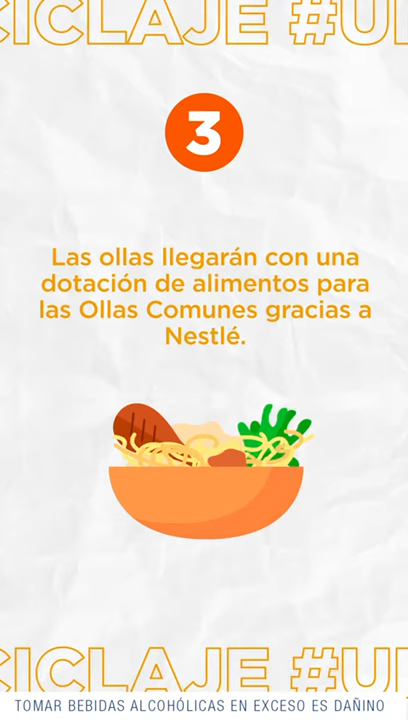 CICLAJE #U
3
Las ollas llegarán con una
dotación de alimentos para
las Ollas Comunes gracias a
Nestlé.
CICLAJE #U
TOMAR BEBIDAS ALCOHÓLICAS EN EXCESO ES DAÑINO